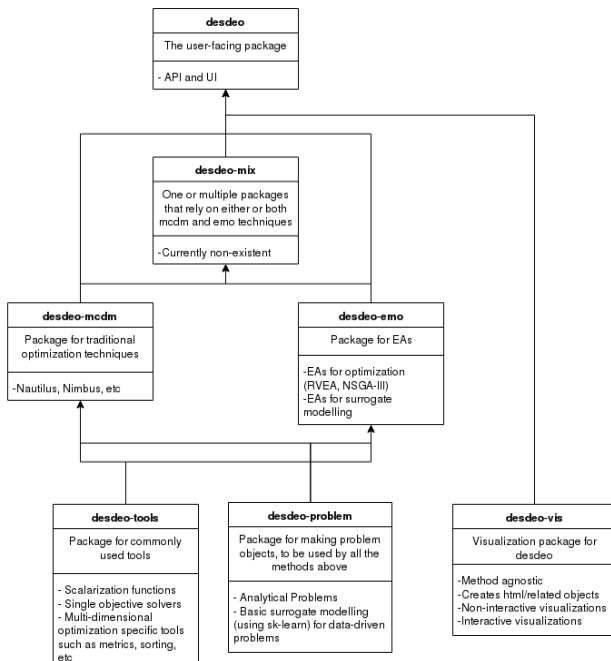 desdeo
The user-facing package
- API and UI
desdeo-mix
One or multiple packages
that rely on either or both
mcdm and emo techniques
-Currently non-existent
desdeo-mcdm
Package for traditional
optimization techniques
-Nautilus, Nimbus, etc
desdeo-emo
Package for EAs
-EAs for optimization
(RVEA, NSGA-III)
-EAs for surrogate
modelling
desdeo-tools
Package for commonly
used tools
- Scalarization functions
- Single objective solvers
- Multi-dimensional
optimization specific tools
such as metrics, sorting,
etc
desdeo-problem
Package for making problem
objects, to be used by all the
methods above
- Analytical Problems
- Basic surrogate modelling
(using sk-learn) for data-driven
problems
desdeo-vis
Visualization package for
desdeo
-Method agnostic
-Creates html/related objects
-Non-interactive visualizations
-Interactive visualizations